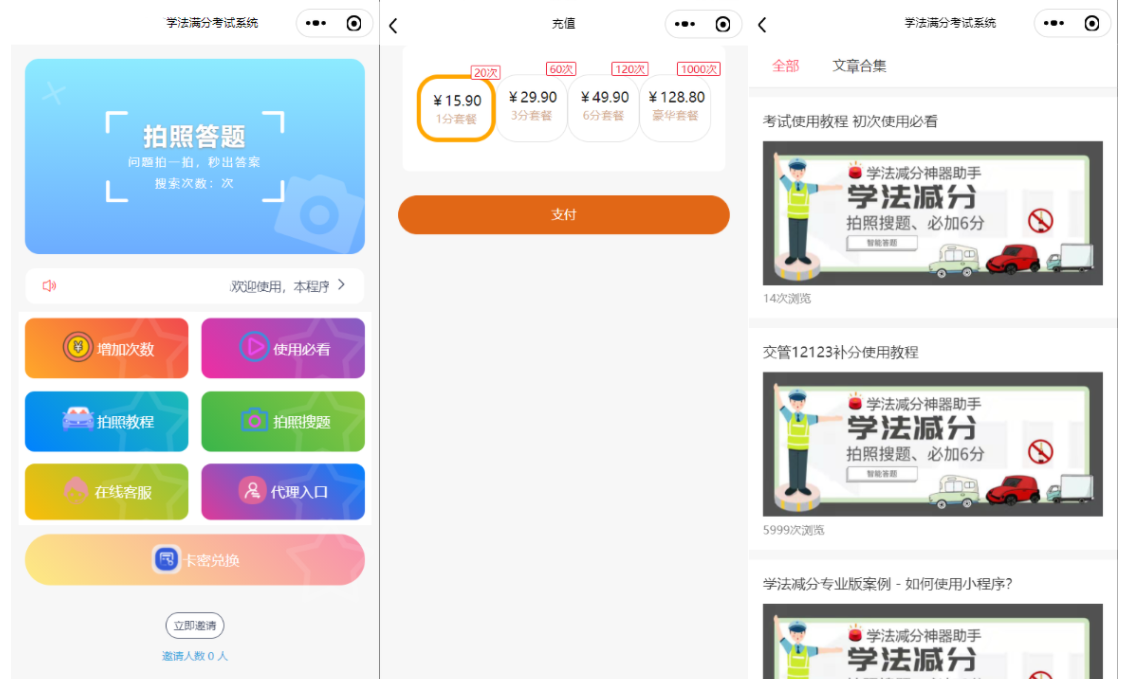 学法满分考试系统
拍照答题
问题拍一拍，秒出答案
搜索次数：次
欢迎使用，本程序
增加次数
使用必看
拍照教程
拍照搜题
在线客服
代理入口
卡密兑换
立即邀请
邀请人数 0 人
充值
20次
60次
120次
1000次
¥ 15.90
¥ 29.90
¥ 49.90
¥ 128.80
1分套餐
3分套餐
6分套餐
豪华套餐
支付
学法满分考试系统
全部
文章合集
考试使用教程 初次使用必看
学法减分神器助手
学法减分
拍照搜题、必加6分
智能答题
14次浏览
交管12123补分使用教程
学法减分神器助手
学法减分
拍照搜题、必加6分
智能答题
5999次浏览
学法减分专业版案例 - 如何使用小程序?
学法减分神器助手
学法减分